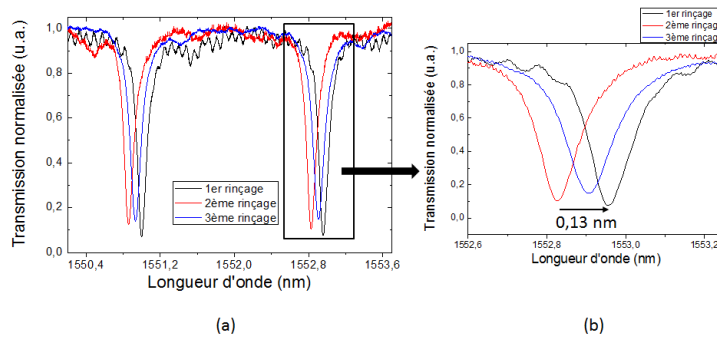 Transmission normalisée (u.a.)
1,0
0,8
0,6
0,4
0,2
0,0
1er rinçage
2ème rinçage
3ème rinçage
1550,4 1551,2 1552,0 1552,8 1553,6
Longueur d'onde (nm)
(a)
1er rinçage
2ème rinçage
3ème rinçage
Transmission normalisée (u.a.)
1,0
0,8
0,6
0,4
0,2
0,0
0,13 nm
1552,6 1552,8 1553,0 1553,2
Longueur d'onde (nm)
(b)